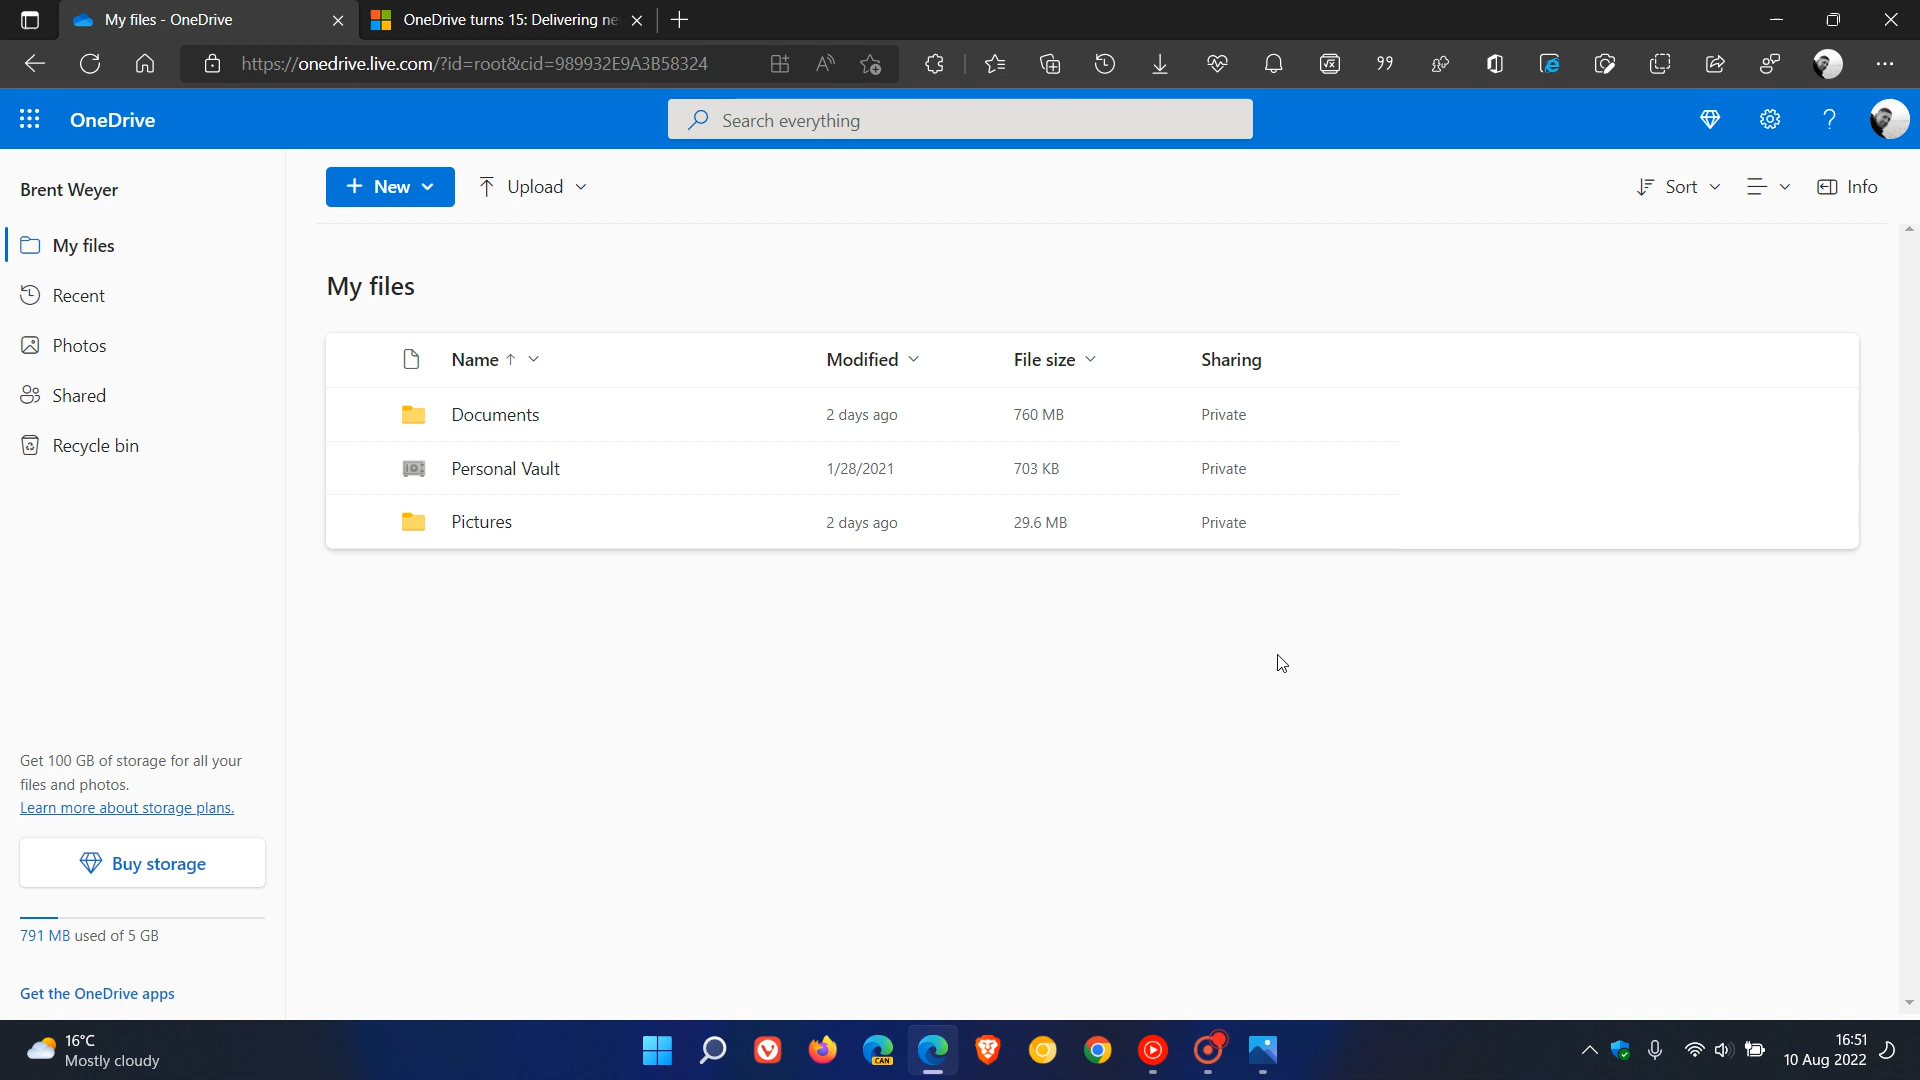 My files - OneDrive
OneDrive turns 15: Delivering ne
https://onedrive.live.com/?id=root&cid=989932E9A3B58324
OneDrive
Search everything
?
Brent Weyer
New
Upload
Sort
Info
My files
Recent
Photos
Shared
Recycle bin
My files
Name
Modified
File size
Sharing
Documents
2 days ago
760 MB
Private
Personal Vault
1/28/2021
703 KB
Private
Pictures
2 days ago
29.6 MB
Private
Get 100 GB of storage for all your
files and photos.
Learn more about storage plans.
Buy storage
791 MB used of 5 GB
Get the OneDrive apps
16°C
Mostly cloudy
CAN
16:51
10 Aug 2022